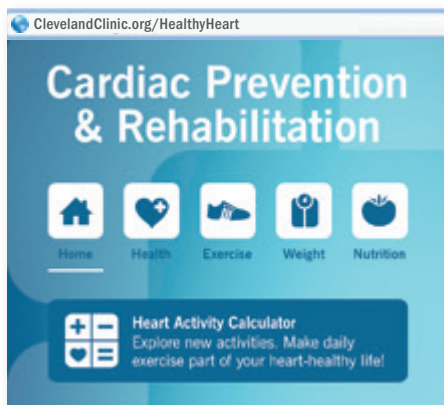 ClevelandClinic.org/HealthyHeart
Cardiac Prevention
& Rehabilitation
Home Health Exercise Weight Nutrition
Heart Activity Calculator
Explore new activities. Make daily
exercise part of your heart-healthy life!